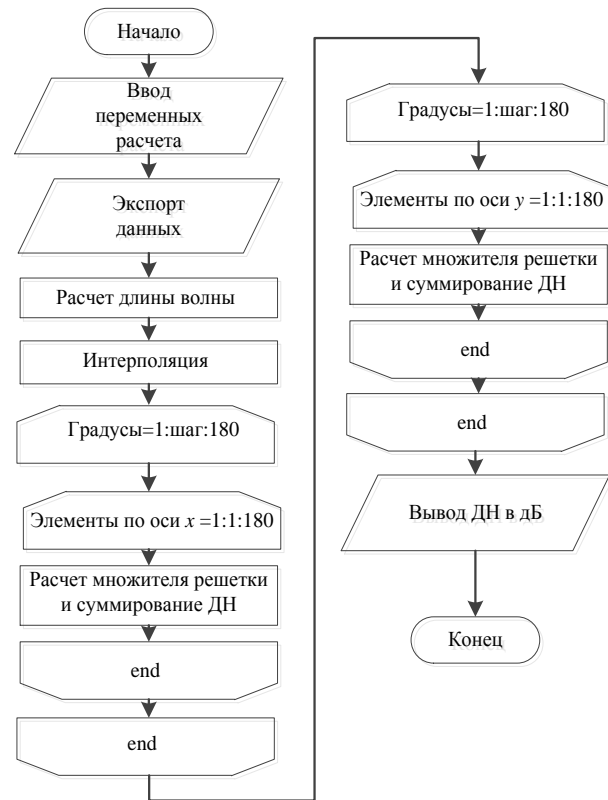 Начало
Ввод
переменных
расчета
Экспорт
данных
Расчет длины волны
Интерполяция
Градусы=1:шаг:180
Элементы по оси x =1:1:180
Расчет множителя решетки
и суммирование ДН
end
end
Градусы=1:шаг:180
Элементы по оси y =1:1:180
Расчет множителя решетки
и суммирование ДН
end
end
Вывод ДН в дБ
Конец